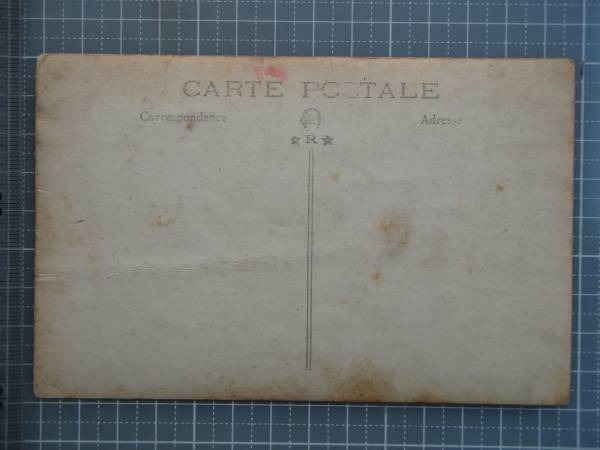 CARTE POSTALE
Correspondance
Adresse
★ R ★